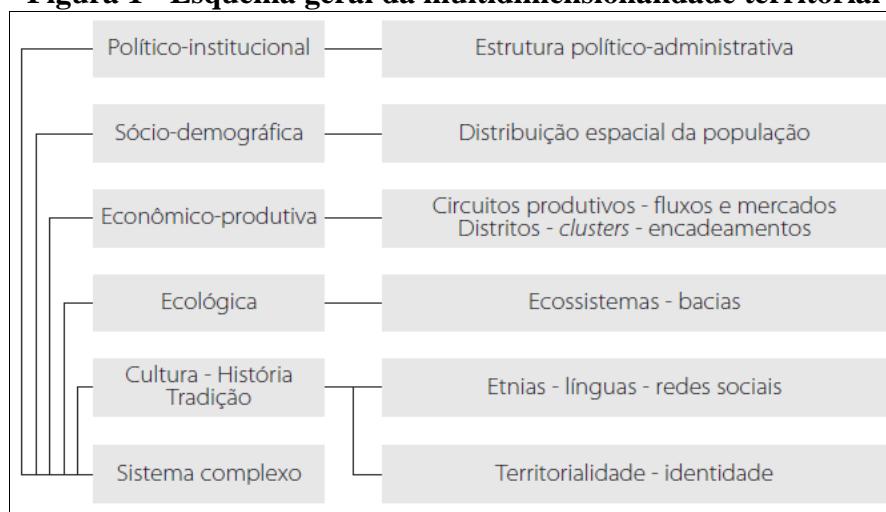 Figura 1 - Esquema geral da multidimensionalidade territorial
Político-institucional
Estrutura político-administrativa
Sócio-demográfica
Distribuição espacial da população
Econômico-produtiva
Circuitos produtivos - fluxos e mercados
Distritos - clusters - encadeamentos
Ecológica
Ecossistemas - bacias
Cultura - História
Tradição
Etnias - línguas - redes sociais
Sistema complexo
Territorialidade - identidade